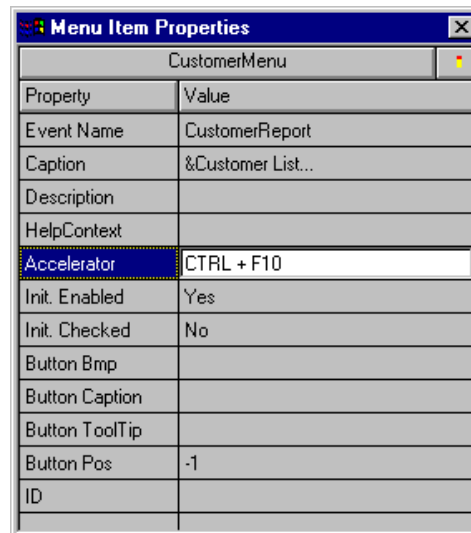 Menu Item Properties
CustomerMenu
Property Value
Event Name CustomerReport
Caption &Customer List...
Description
HelpContext
Accelerator CTRL + F10
Init. Enabled Yes
Init. Checked No
Button Bmp
Button Caption
Button ToolTip
Button Pos -1
ID